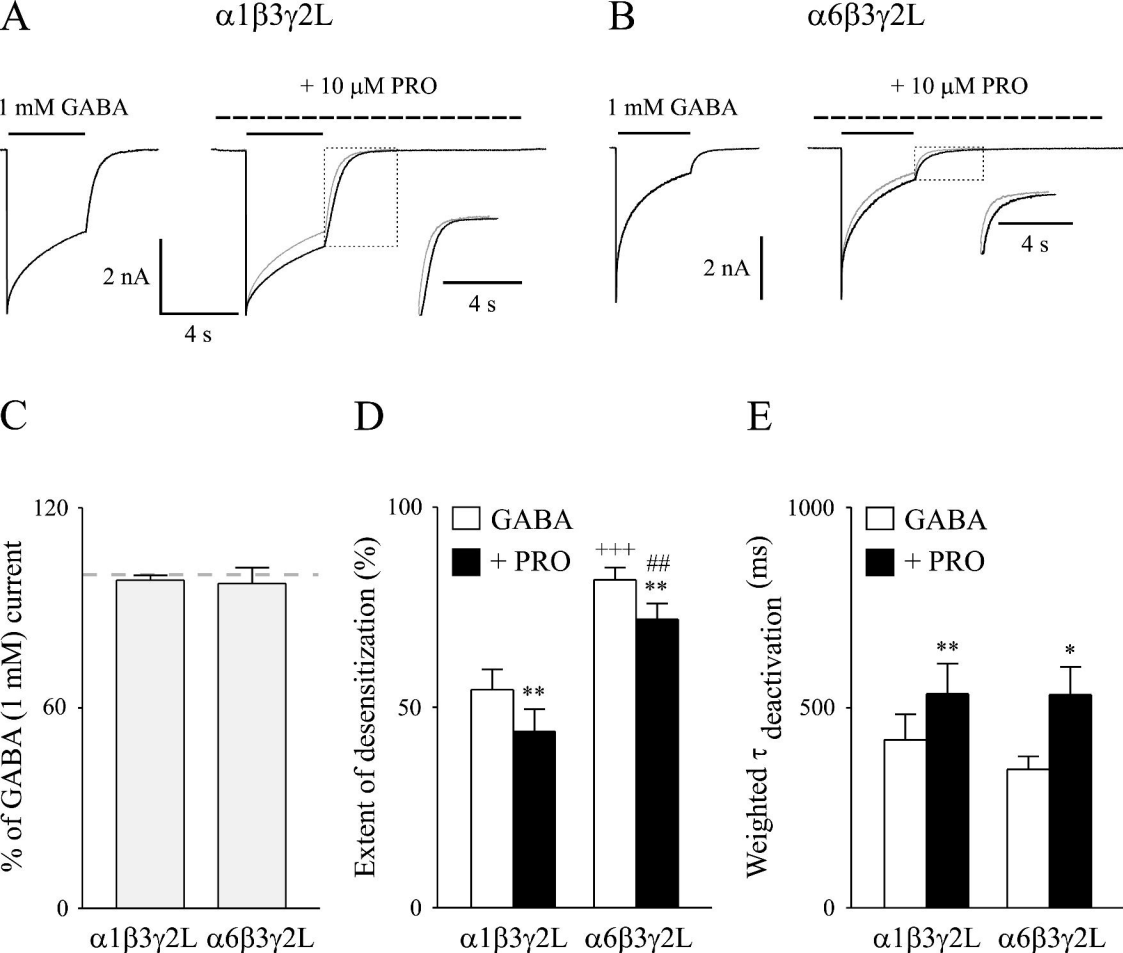 A
α1β3γ2L
B
α6β3γ2L
1 mM GABA
+ 10 μM PRO
1 mM GABA
+ 10 μM PRO
2 nA
4 s
4 s
2 nA
4 s
C
D
E
% of GABA (1 mM) current
120
60
0
α1β3γ2L
α6β3γ2L
Extent of desensitization (%)
100
50
0
GABA
+ PRO
**
+++
##
**
α1β3γ2L
α6β3γ2L
Weighted τ deactivation (ms)
1000
500
0
GABA
+ PRO
**
*
α1β3γ2L
α6β3γ2L